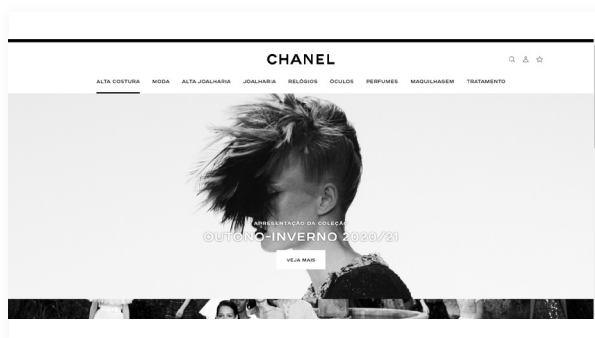 CHANEL
ALTA COSTURA MODA ALTA JOALHARIA JOALHARIA RELÓGIOS ÓCULOS PERFUMES MAQUILHAGEM TRATAMENTO
APRESENTAÇÃO DA COLEÇÃO
OUTONO-INVERNO 2020/21
VEJA MAIS